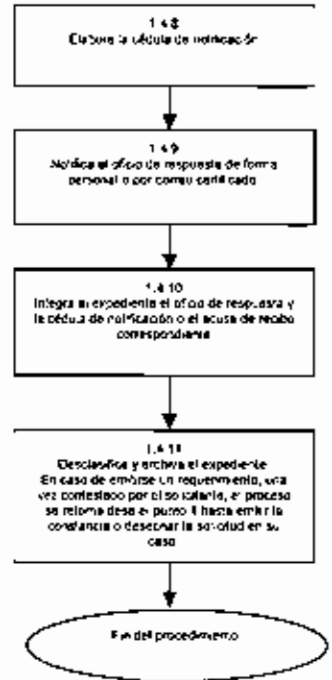 1.4.8
Elabora la cédula de notificación
1.4.9
Notifica el oficio de respuesta de forma
personal o por correo certificado
1.4.10
Integra al expediente el oficio de respuesta y
la cédula de notificación o el acuse de recibo
correspondiente
1.4.11
Desclasifica y archiva el expediente
En caso de emitirse un requerimiento, una
vez contestado por el solicitante, el proceso
se retoma desde el punto hasta emitir la
constancia o desechar la solicitud en su
caso
Fin del procedimiento